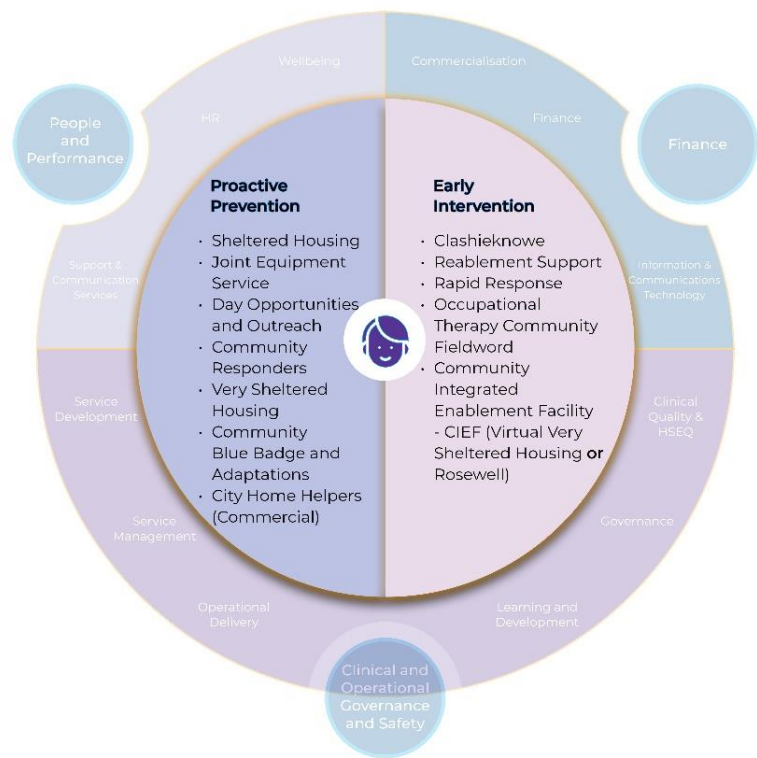 Wellbeing
Commercialisation
HR
Finance
People
and
Performance
Finance
Support &
Communication
Services
Information &
Communications
Technology
Proactive
Prevention
· Sheltered Housing
· Joint Equipment
Service
· Day Opportunities
and Outreach
· Community
Responders
· Very Sheltered
Housing
· Community
Blue Badge and
Adaptations
· City Home Helpers
(Commercial)
Early
Intervention
· Clashieknowe
· Reablement Support
· Rapid Response
· Occupational
Therapy Community
Fieldword
· Community
Integrated
Enablement Facility
- CIEF (Virtual Very
Sheltered Housing or
Rosewell)
Service
Development
Clinical
Quality &
HSEQ
Service
Management
Governance
Operational
Delivery
Learning and
Development
Clinical and
Operational
Governance
and Safety